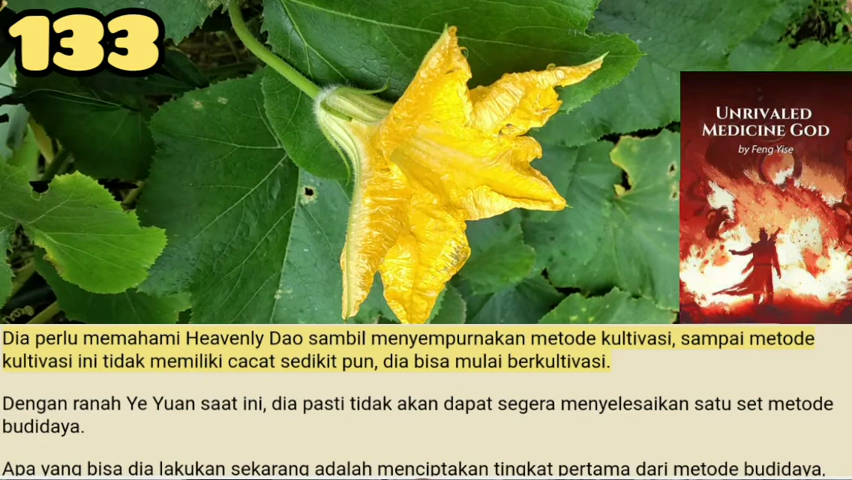 133
UNRIVALED
MEDICINE GOD
by Feng Yise
Dia perlu memahami Heavenly Dao sambil menyempurnakan metode kultivasi, sampai metode
kultivasi ini tidak memiliki cacat sedikit pun, dia bisa mulai berkultivasi.
Dengan ranah Ye Yuan saat ini, dia pasti tidak akan dapat segera menyelesaikan satu set metode
budidaya.
Apa yang bisa dia lakukan sekarang adalah menciptakan tingkat pertama dari metode budidaya,